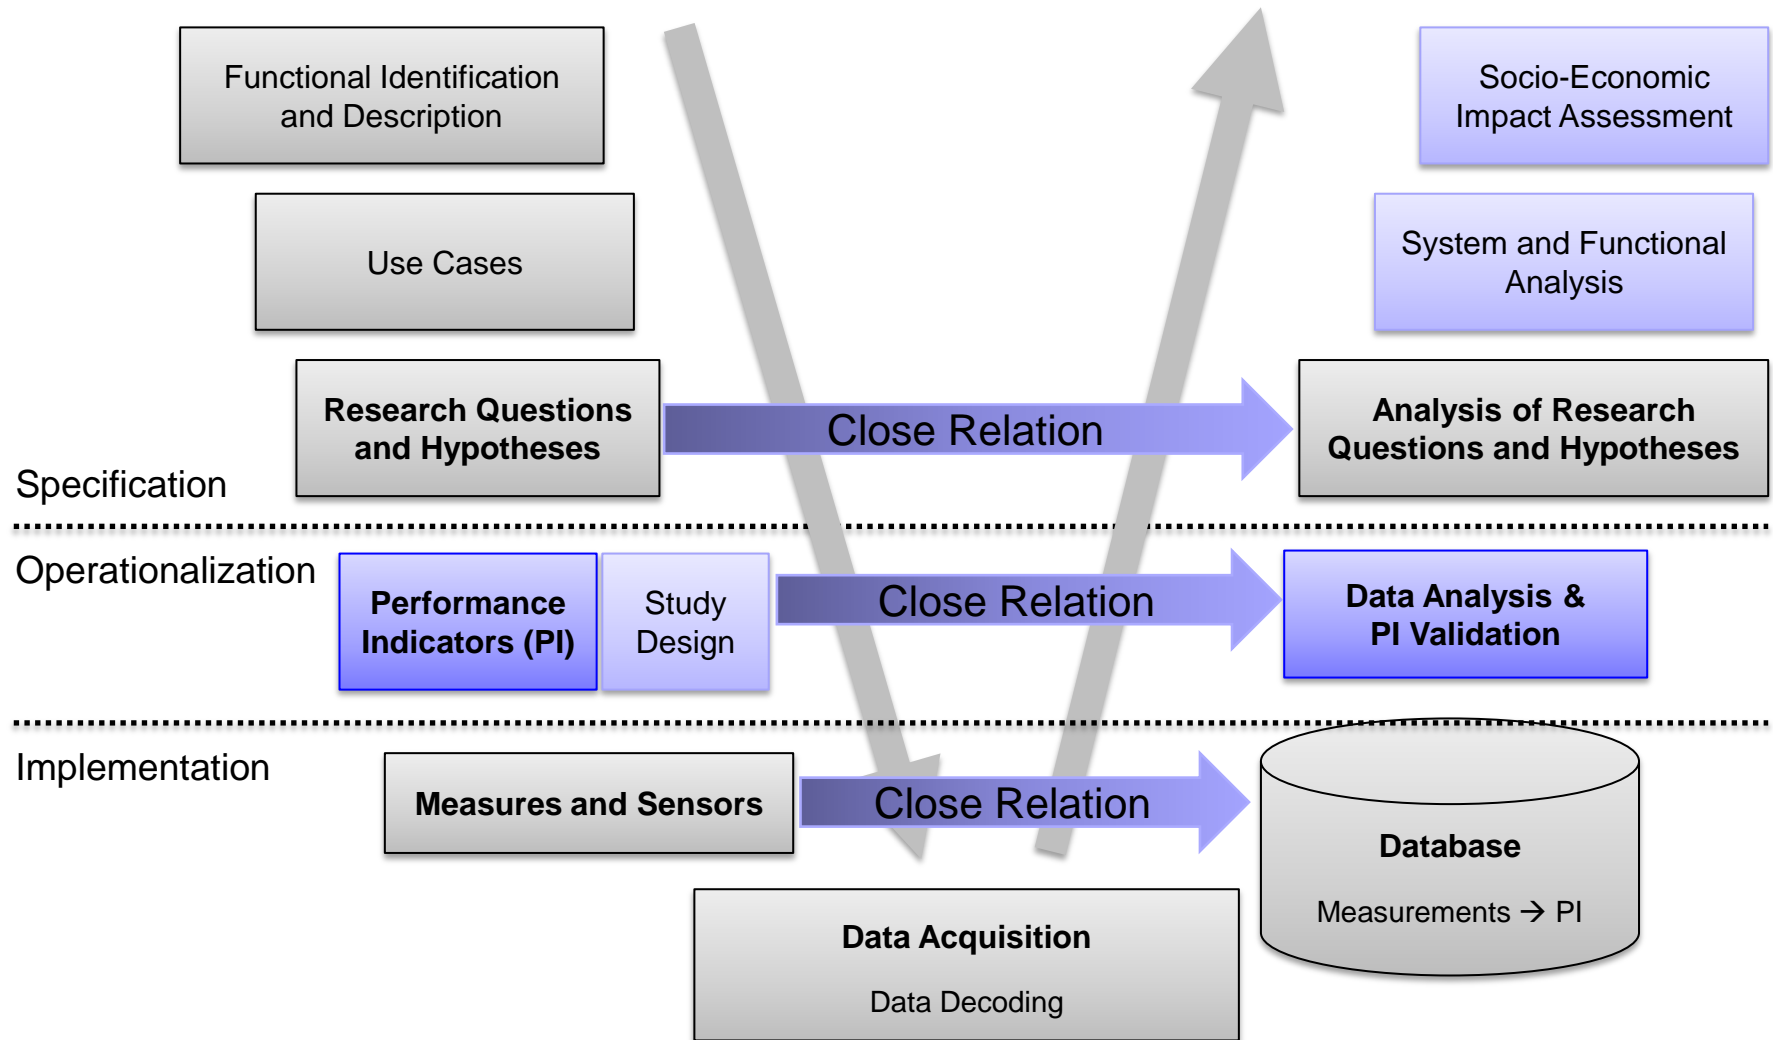 Functional Identification
and Description
Socio-Economic
Impact Assessment
Use Cases
System and Functional
Analysis
Research Questions
and Hypotheses
Close Relation
Analysis of Research
Questions and Hypotheses
Specification
Operationalization
Performance
Indicators (PI)
Study
Design
Close Relation
Data Analysis &
PI Validation
Implementation
Measures and Sensors
Close Relation
Database
Measurements → PI
Data Acquisition
Data Decoding